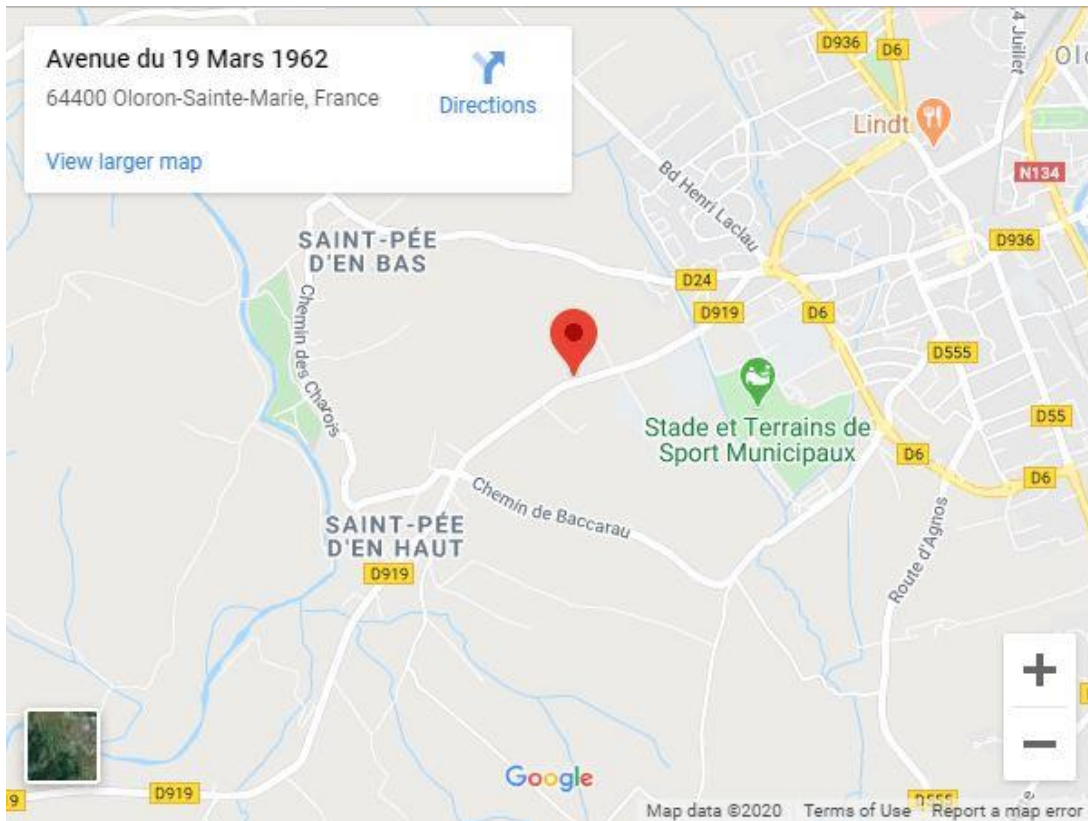 Avenue du 19 Mars 1962
64400 Oloron-Sainte-Marie, France
Directions
View larger map
D936
D6
4 Juillet
Lindt
N134
Bd Henri Laclau
SAINT-PÉE
D'EN BAS
D936
D24
D919
D6
Chemin des Charois
D555
Stade et Terrains de
Sport Municipaux
D55
D6
D6
Chemin de Baccarau
SAINT-PÉE
D'EN HAUT
Route d'Agnos
D919
+
−
Google
D919
D555
Map data ©2020
Terms of Use
Report a map error